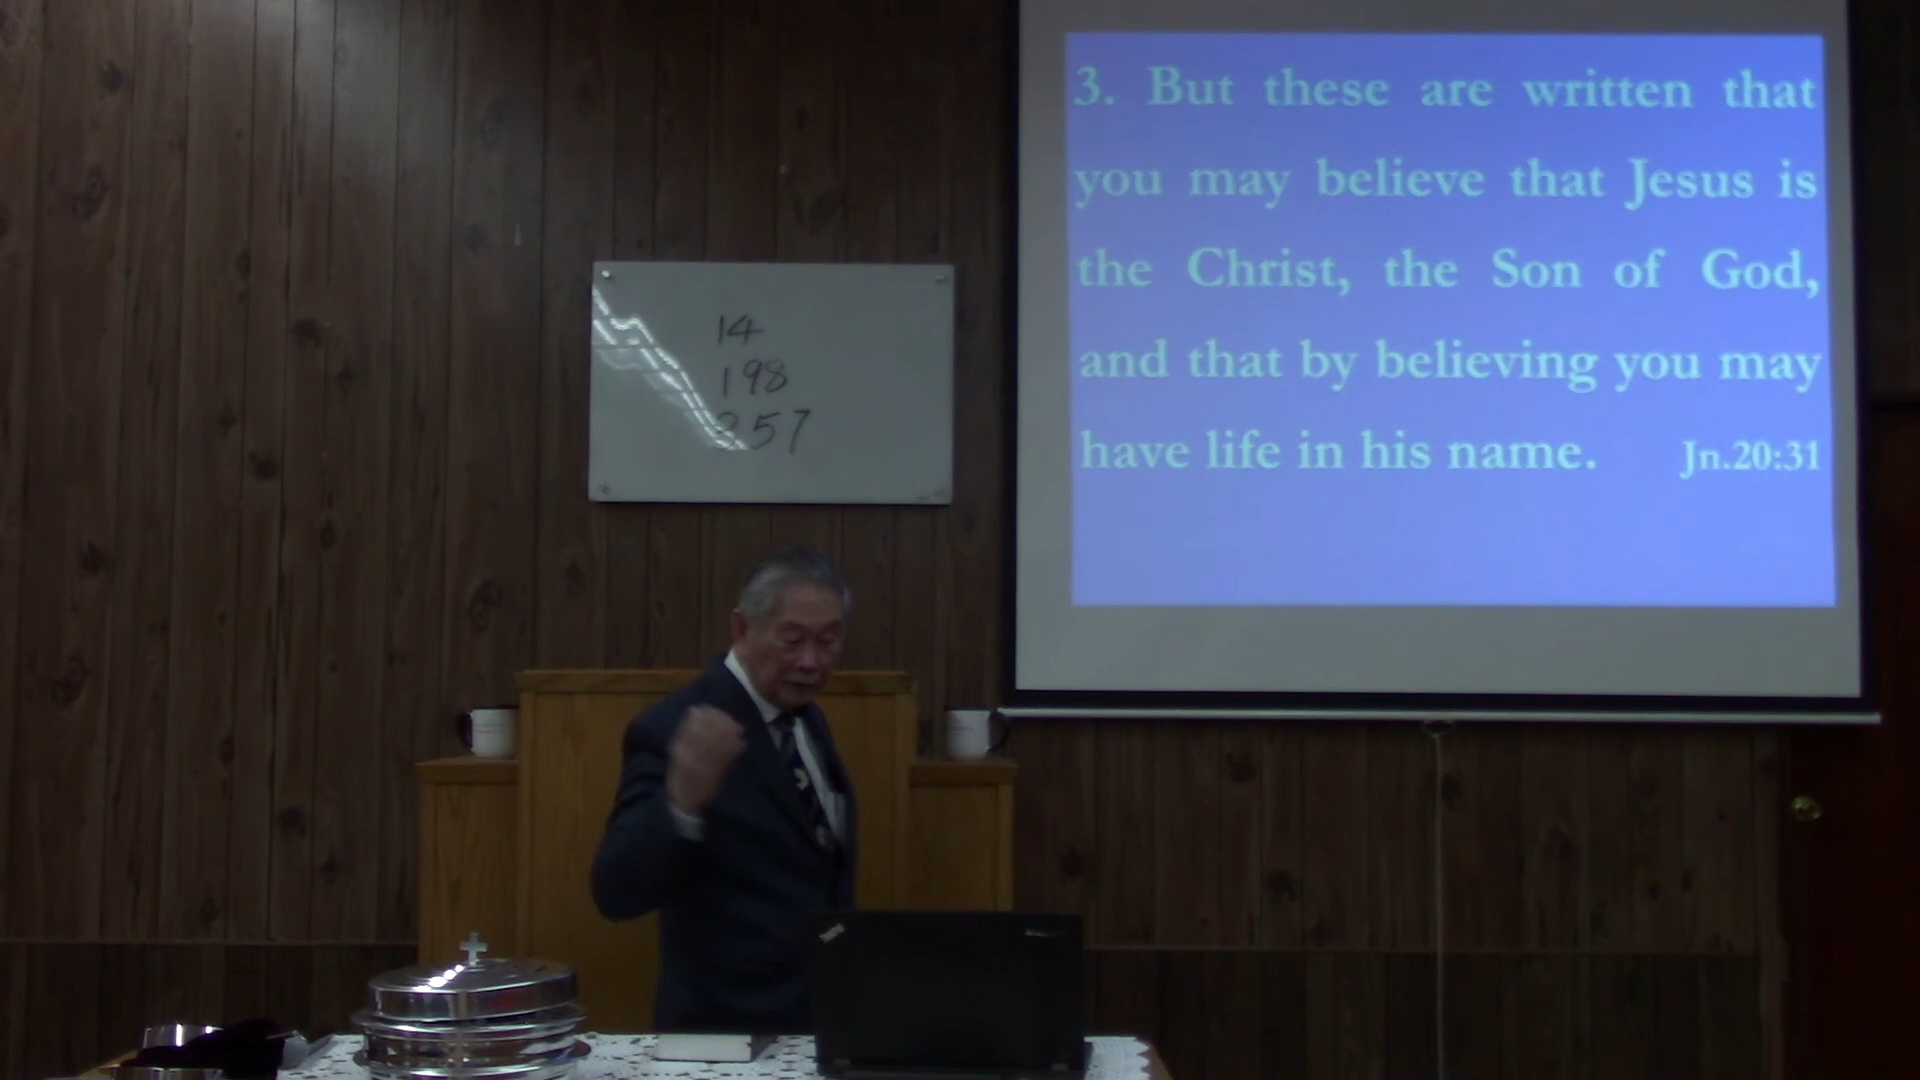 14
198
357
3. But these are written that
you may believe that Jesus is
the Christ, the Son of God,
and that by believing you may
have life in his name. Jn.20:31